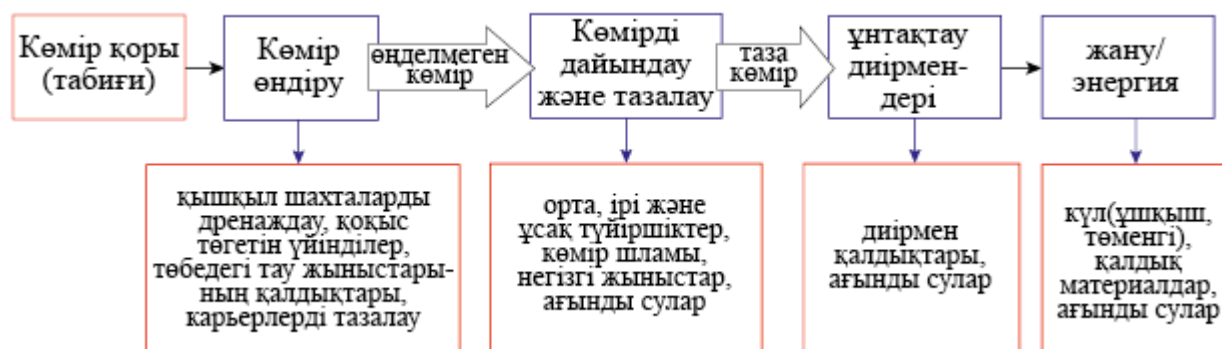 Көмір қоры
(табиғи)
Көмір
өндіру
өңделмеген
көмір
Көмірді
дайындау
және тазалау
таза
көмір
ұнтақтау
диірмен-
дері
жану/
энергия
қышқыл шахталарды
дренаждау, қоқыс
төгетін үйінділер,
төбедегі тау жыныстары-
ның қалдықтары,
карьерлерді тазалау
орта, ірі және
ұсақ түйіршіктер,
көмір шламы,
негізгі жыныстар,
ағынды сулар
диірмен
қалдықтары,
ағынды сулар
күл(ұшқыш,
төменгі),
қалдық
материалдар,
ағынды сулар